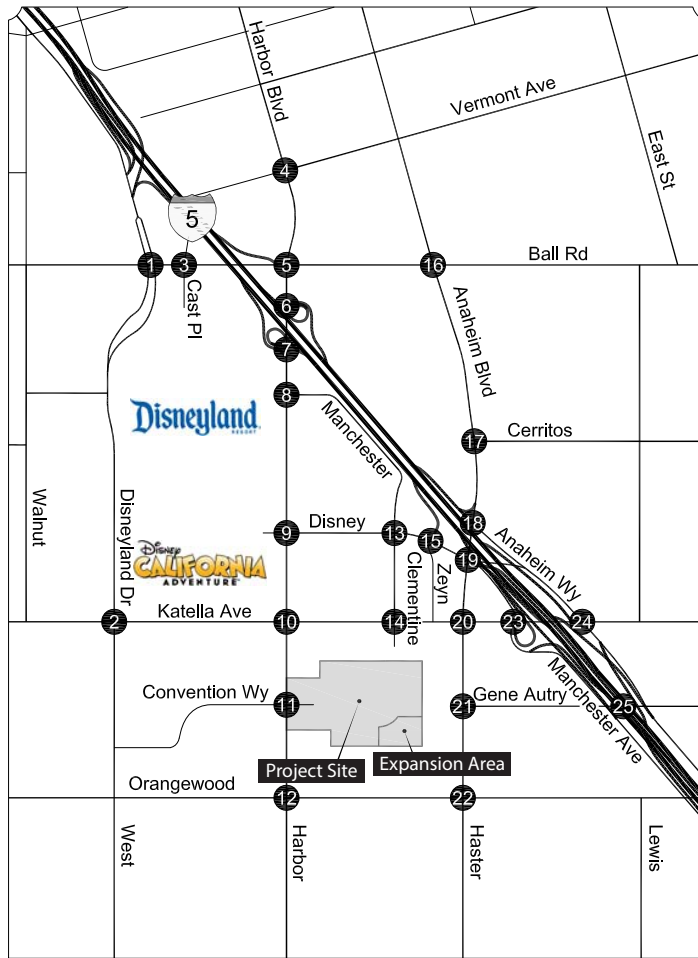 Harbor Blvd
Vermont Ave
East St
4
5
1
3
5
16
Ball Rd
Cast Pl
6
Anaheim Blvd
7
8
Manchester
Disneyland
RESORT
17
Cerritos
Walnut
Disneyland Dr
9
Disney
13
15
18
19
Anaheim Wy
Disney
CALIFORNIA
ADVENTURE
Clementine
Zeyn
2
Katella Ave
10
14
20
23
24
Convention Wy
11
21
Gene Autry
25
Manchester Ave
Project Site
Expansion Area
Orangewood
12
22
West
Harbor
Haster
Lewis